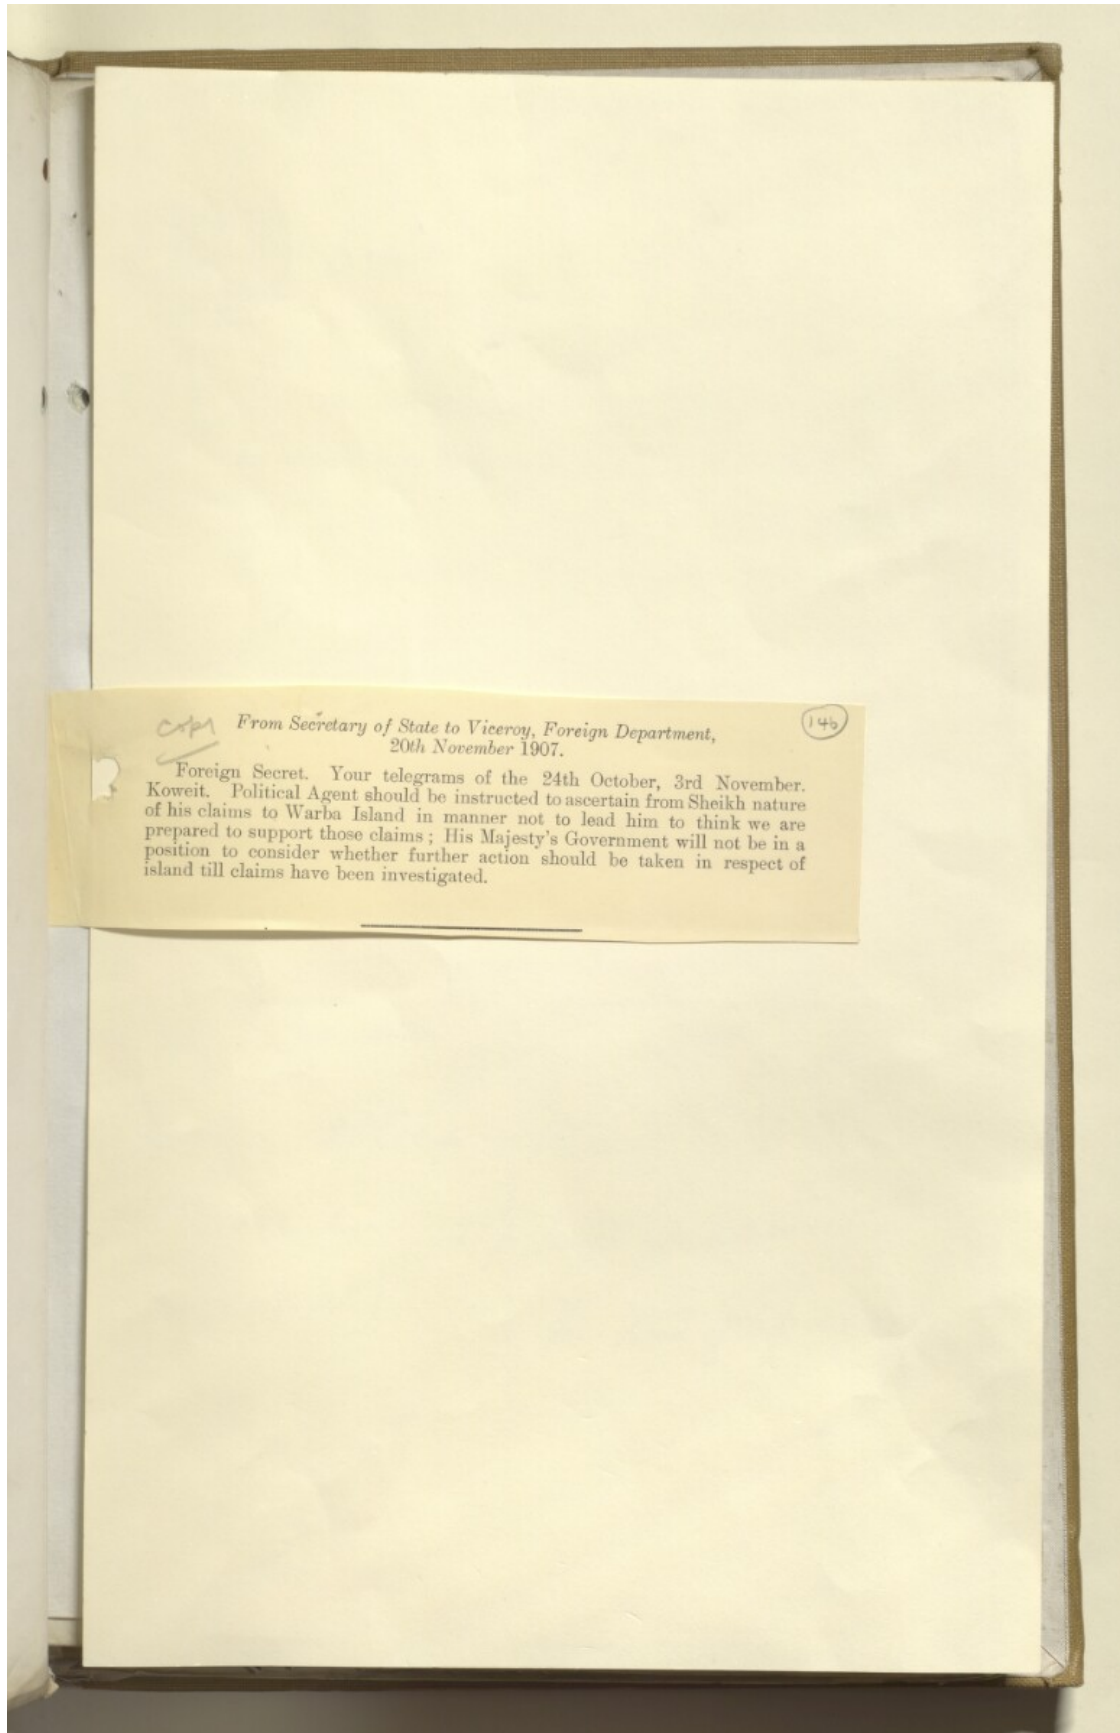 copy
146
From Secretary of State to Viceroy, Foreign Department,
20th November 1907.
Foreign Secret. Your telegrams of the 24th October, 3rd November.
Koweit. Political Agent should be instructed to ascertain from Sheikh nature
of his claims to Warba Island in manner not to lead him to think we are
prepared to support those claims; His Majesty's Government will not be in a
position to consider whether further action should be taken in respect of
island till claims have been investigated.